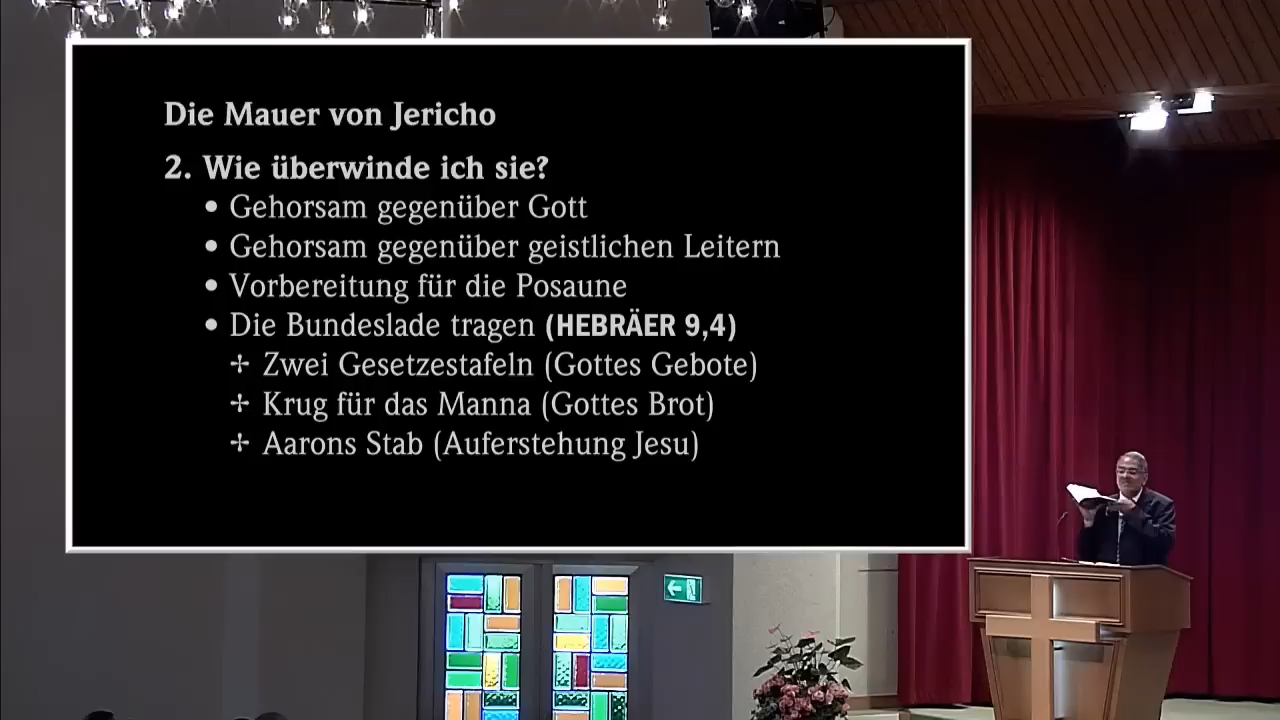 Die Mauer von Jericho
2. Wie überwinde ich sie?
• Gehorsam gegenüber Gott
• Gehorsam gegenüber geistlichen Leitern
• Vorbereitung für die Posaune
• Die Bundeslade tragen (HEBRÄER 9,4)
✢ Zwei Gesetzestafeln (Gottes Gebote)
✢ Krug für das Manna (Gottes Brot)
✢ Aarons Stab (Auferstehung Jesu)